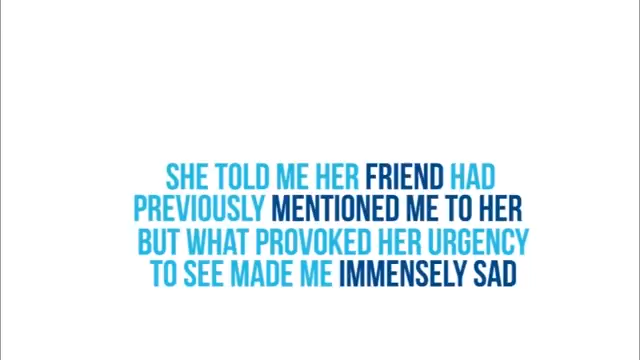 SHE TOLD ME HER FRIEND HAD
PREVIOUSLY MENTIONED ME TO HER
BUT WHAT PROVOKED HER URGENCY
TO SEE MADE ME IMMENSELY SAD